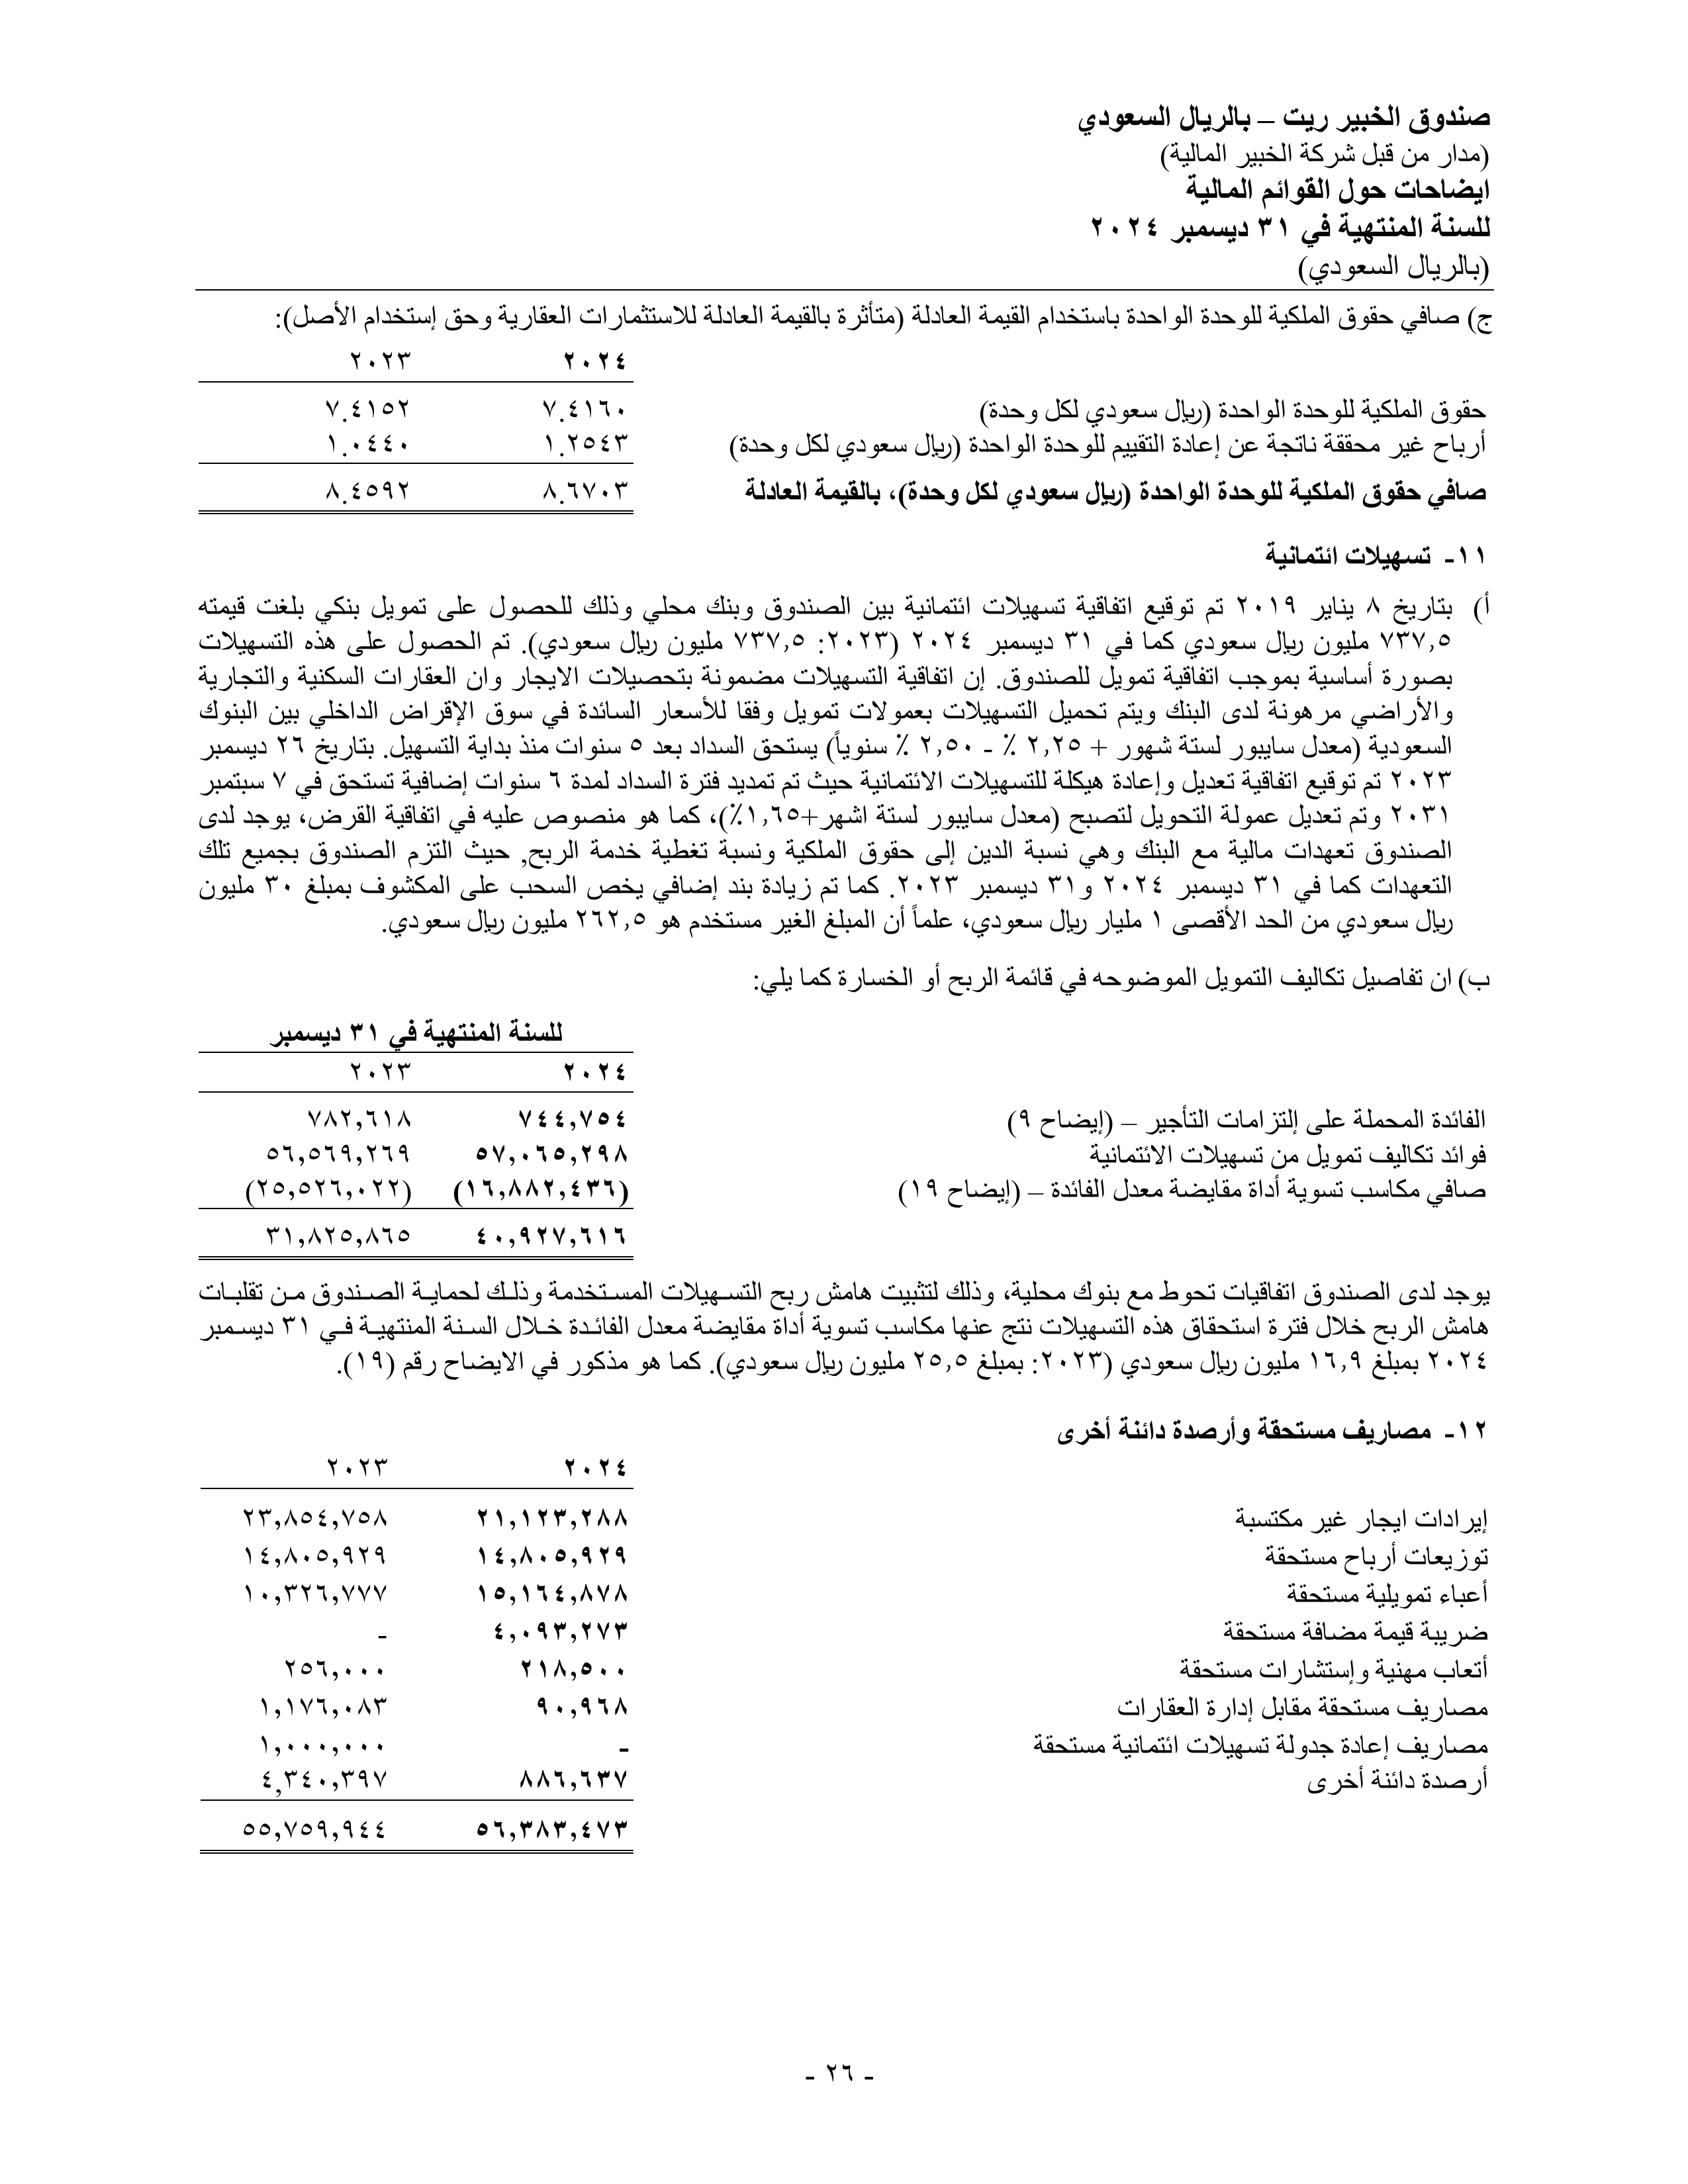 صندوق الخبير ريت – بالريال السعودي
(مدار من قبل شركة الخبير المالية)
ايضاحات حول القوائم المالية
للسنة المنتهية في ٣١ ديسمبر ٢٠٢٤
(بالريال السعودي)
ج) صافي حقوق الملكية للوحدة الواحدة باستخدام القيمة العادلة (متأثرة بالقيمة العادلة للاستثمارات العقارية وحق إستخدام الأصل):
٢٠٢٤ ٢٠٢٣
حقوق الملكية للوحدة الواحدة (ريال سعودي لكل وحدة) ٧.٤١٦٠ ٧.٤١٥٢
أرباح غير محققة ناتجة عن إعادة التقييم للوحدة الواحدة (ريال سعودي لكل وحدة) ١.٢٥٤٣ ١.٠٤٤٠
صافي حقوق الملكية للوحدة الواحدة (ريال سعودي لكل وحدة)، بالقيمة العادلة ٨.٦٧٠٣ ٨.٤٥٩٢
١١- تسهيلات ائتمانية
أ) بتاريخ ٨ يناير ٢٠١٩ تم توقيع اتفاقية تسهيلات ائتمانية بين الصندوق وبنك محلي وذلك للحصول على تمويل بنكي بلغت قيمته
٧٣٧,٥ مليون ريال سعودي كما في ٣١ ديسمبر ٢٠٢٤ (٢٠٢٣: ٧٣٧,٥ مليون ريال سعودي). تم الحصول على هذه التسهيلات
بصورة أساسية بموجب اتفاقية تمويل للصندوق. إن اتفاقية التسهيلات مضمونة بتحصيلات الايجار وان العقارات السكنية والتجارية
والأراضي مرهونة لدى البنك ويتم تحميل التسهيلات بعمولات تمويل وفقا للأسعار السائدة في سوق الإقراض الداخلي بين البنوك
السعودية (معدل سايبور لستة شهور + ٢,٢٥ ٪ - ٢,٥٠ ٪ سنوياً) يستحق السداد بعد ٥ سنوات منذ بداية التسهيل. بتاريخ ٢٦ ديسمبر
٢٠٢٣ تم توقيع اتفاقية تعديل وإعادة هيكلة للتسهيلات الائتمانية حيث تم تمديد فترة السداد لمدة ٦ سنوات إضافية تستحق في ٧ سبتمبر
٢٠٣١ وتم تعديل عمولة التحويل لتصبح (معدل سايبور لستة اشهر+١,٦٥٪)، كما هو منصوص عليه في اتفاقية القرض، يوجد لدى
الصندوق تعهدات مالية مع البنك وهي نسبة الدين إلى حقوق الملكية ونسبة تغطية خدمة الربح, حيث التزم الصندوق بجميع تلك
التعهدات كما في ٣١ ديسمبر ٢٠٢٤ و٣١ ديسمبر ٢٠٢٣. كما تم زيادة بند إضافي يخص السحب على المكشوف بمبلغ ٣٠ مليون
ريال سعودي من الحد الأقصى ١ مليار ريال سعودي، علماً أن المبلغ الغير مستخدم هو ٢٦٢,٥ مليون ريال سعودي.
ب) ان تفاصيل تكاليف التمويل الموضوحه في قائمة الربح أو الخسارة كما يلي:
للسنة المنتهية في ٣١ ديسمبر
٢٠٢٤ ٢٠٢٣
الفائدة المحملة على إلتزامات التأجير – (إيضاح ٩) ٧٤٤,٧٥٤ ٧٨٢,٦١٨
فوائد تكاليف تمويل من تسهيلات الائتمانية ٥٧,٠٦٥,٢٩٨ ٥٦,٥٦٩,٢٦٩
صافي مكاسب تسوية أداة مقايضة معدل الفائدة – (إيضاح ١٩) (١٦,٨٨٢,٤٣٦) (٢٥,٥٢٦,٠٢٢)
٤٠,٩٢٧,٦١٦ ٣١,٨٢٥,٨٦٥
يوجد لدى الصندوق اتفاقيات تحوط مع بنوك محلية، وذلك لتثبيت هامش ربح التسهيلات المستخدمة وذلك لحماية الصندوق من تقلبات
هامش الربح خلال فترة استحقاق هذه التسهيلات نتج عنها مكاسب تسوية أداة مقايضة معدل الفائدة خلال السنة المنتهية في ٣١ ديسمبر
٢٠٢٤ بمبلغ ١٦,٩ مليون ريال سعودي (٢٠٢٣: بمبلغ ٢٥,٥ مليون ريال سعودي). كما هو مذكور في الايضاح رقم (١٩).
١٢- مصاريف مستحقة وأرصدة دائنة أخرى
٢٠٢٤ ٢٠٢٣
إيرادات ايجار غير مكتسبة ٢١,١٢٣,٢٨٨ ٢٣,٨٥٤,٧٥٨
توزيعات أرباح مستحقة ١٤,٨٠٥,٩٢٩ ١٤,٨٠٥,٩٢٩
أعباء تمويلية مستحقة ١٥,١٦٤,٨٧٨ ١٠,٣٢٦,٧٧٧
ضريبة قيمة مضافة مستحقة ٤,٠٩٣,٢٧٣ -
أتعاب مهنية وإستشارات مستحقة ٢١٨,٥٠٠ ٢٥٦,٠٠٠
مصاريف مستحقة مقابل إدارة العقارات ٩٠,٩٦٨ ١,١٧٦,٠٨٣
مصاريف إعادة جدولة تسهيلات ائتمانية مستحقة - ١,٠٠٠,٠٠٠
أرصدة دائنة أخرى ٨٨٦,٦٣٧ ٤,٣٤٠,٣٩٧
٥٦,٣٨٣,٤٧٣ ٥٥,٧٥٩,٩٤٤
- ٢٦ -